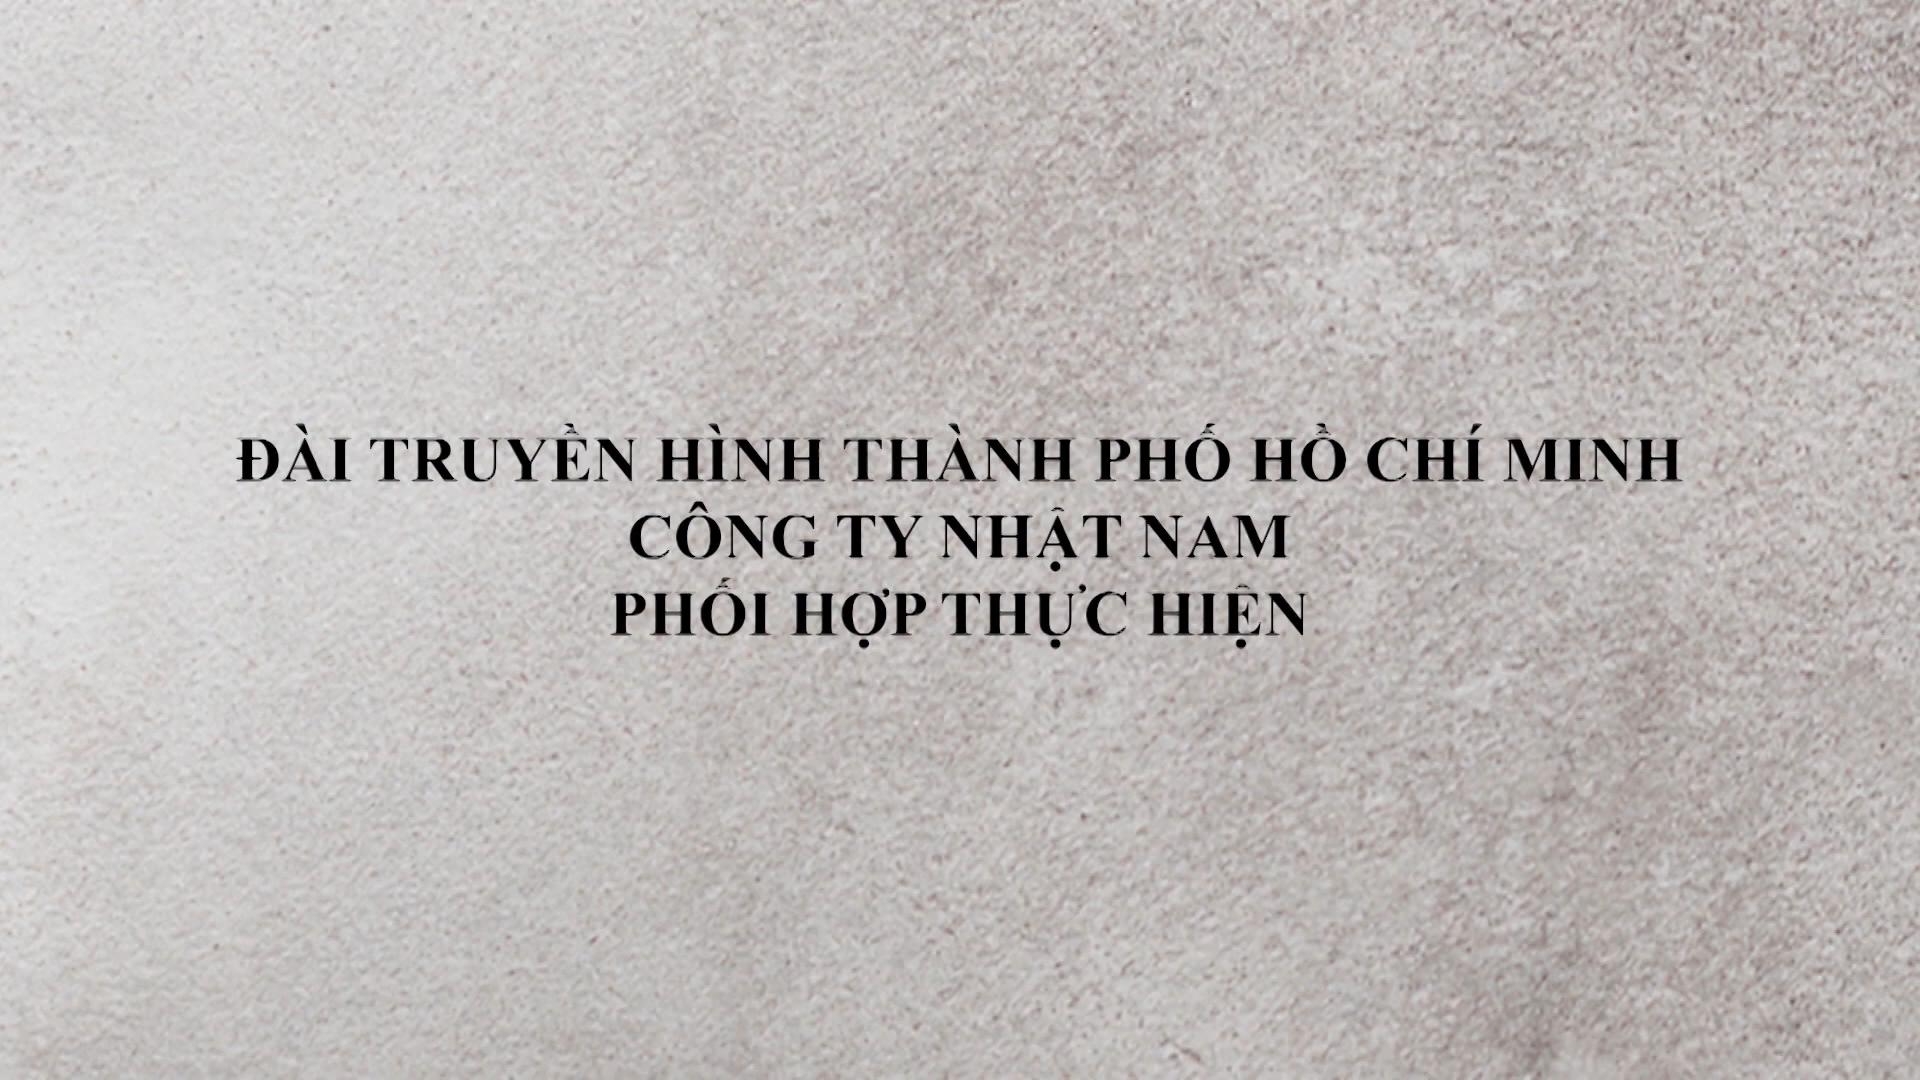 ĐÀI TRUYỀN HÌNH THÀNH PHỐ HỒ CHÍ MINH
CÔNG TY NHẬT NAM
PHỐI HỢP THỰC HIỆN